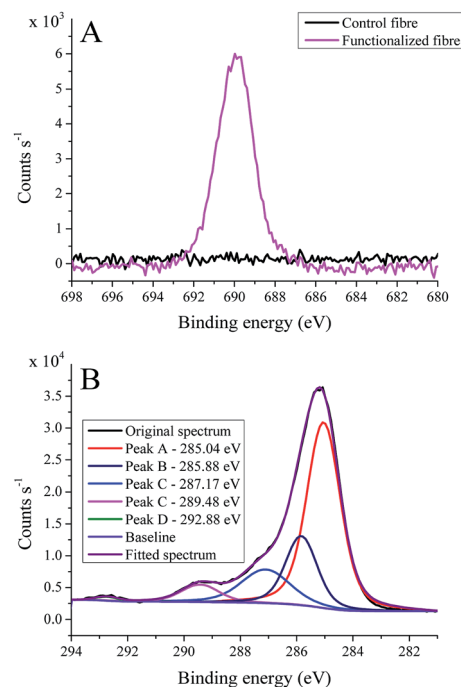 x 10³
A
Control fibre
Functionalized fibre
6
5
4
3
2
1
0
Counts s⁻¹
698 696 694 692 690 688 686 684 682 680
Binding energy (eV)
x 10⁴
B
4.0
3.5
3.0
2.5
2.0
1.5
1.0
0.5
0.0
Counts s⁻¹
Original spectrum
Peak A - 285.04 eV
Peak B - 285.88 eV
Peak C - 287.17 eV
Peak C - 289.48 eV
Peak D - 292.88 eV
Baseline
Fitted spectrum
294 292 290 288 286 284 282
Binding energy (eV)